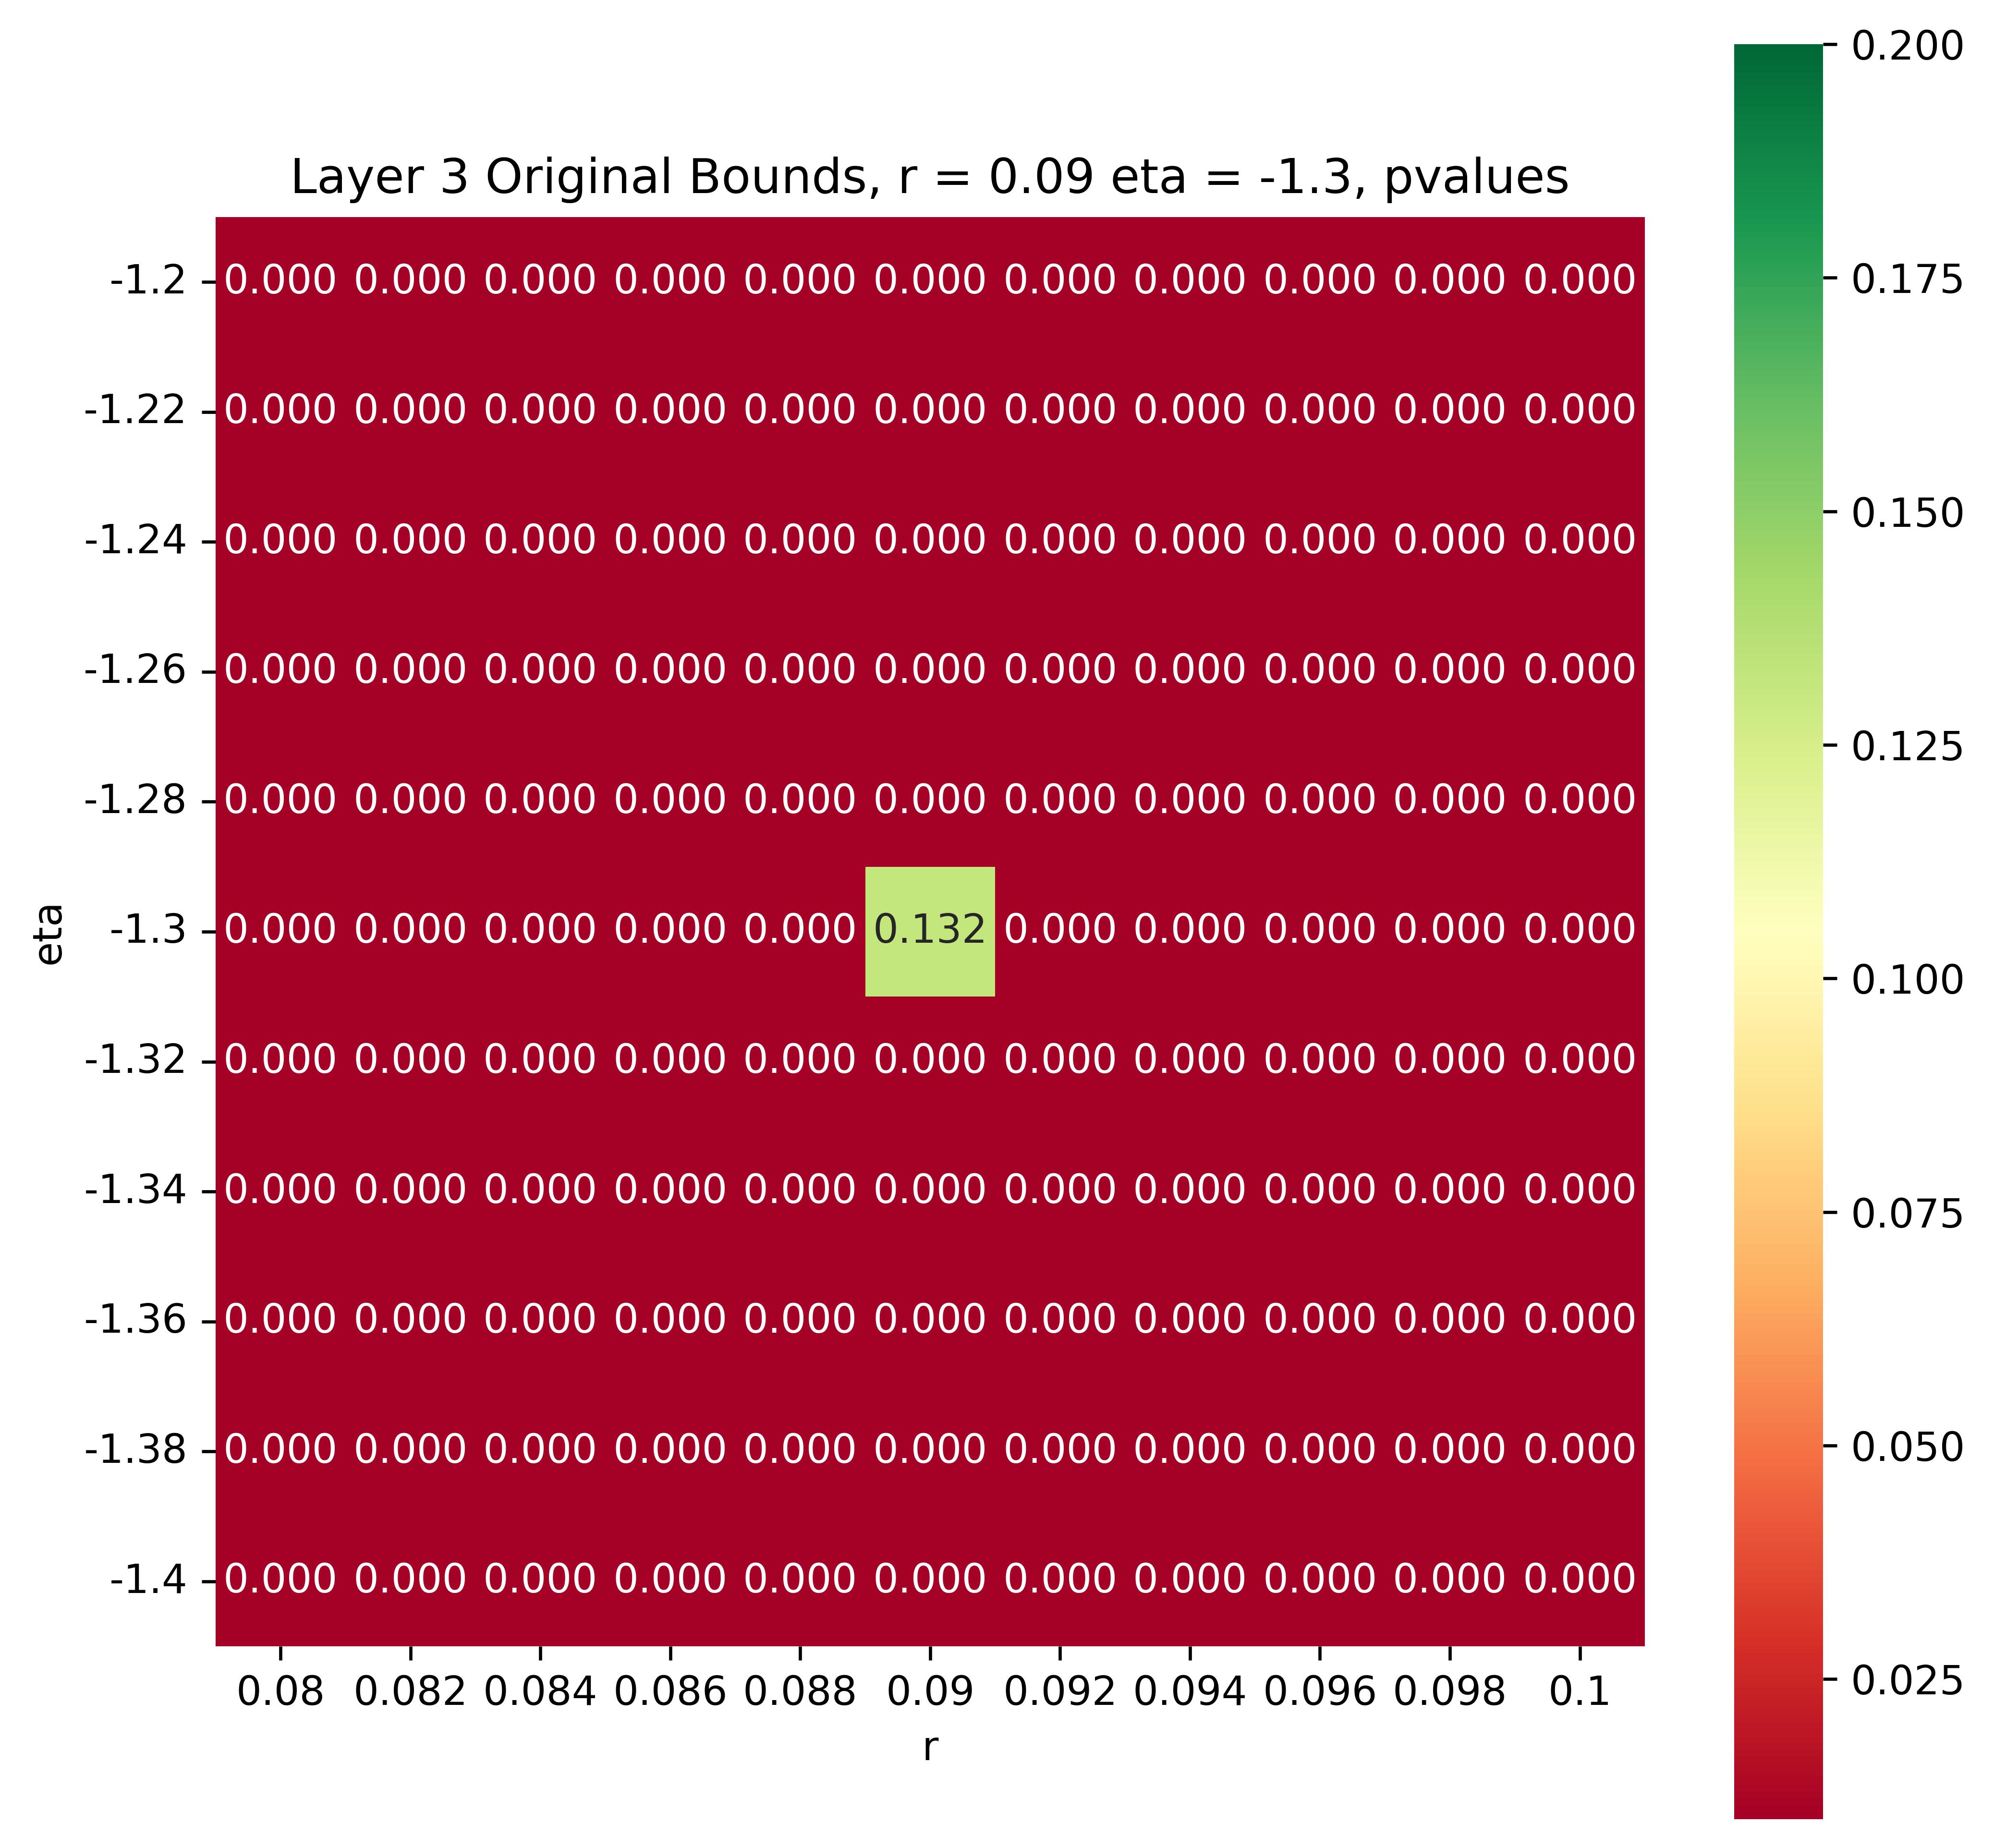 Layer 3 Original Bounds, r = 0.09 eta = -1.3, pvalues
-1.2 0.000 0.000 0.000 0.000 0.000 0.000 0.000 0.000 0.000 0.000 0.000
-1.22 0.000 0.000 0.000 0.000 0.000 0.000 0.000 0.000 0.000 0.000 0.000
-1.24 0.000 0.000 0.000 0.000 0.000 0.000 0.000 0.000 0.000 0.000 0.000
-1.26 0.000 0.000 0.000 0.000 0.000 0.000 0.000 0.000 0.000 0.000 0.000
-1.28 0.000 0.000 0.000 0.000 0.000 0.000 0.000 0.000 0.000 0.000 0.000
-1.3 0.000 0.000 0.000 0.000 0.000 0.132 0.000 0.000 0.000 0.000 0.000
-1.32 0.000 0.000 0.000 0.000 0.000 0.000 0.000 0.000 0.000 0.000 0.000
-1.34 0.000 0.000 0.000 0.000 0.000 0.000 0.000 0.000 0.000 0.000 0.000
-1.36 0.000 0.000 0.000 0.000 0.000 0.000 0.000 0.000 0.000 0.000 0.000
-1.38 0.000 0.000 0.000 0.000 0.000 0.000 0.000 0.000 0.000 0.000 0.000
-1.4 0.000 0.000 0.000 0.000 0.000 0.000 0.000 0.000 0.000 0.000 0.000
0.08 0.082 0.084 0.086 0.088 0.09 0.092 0.094 0.096 0.098 0.1
r
eta
0.200
0.175
0.150
0.125
0.100
0.075
0.050
0.025